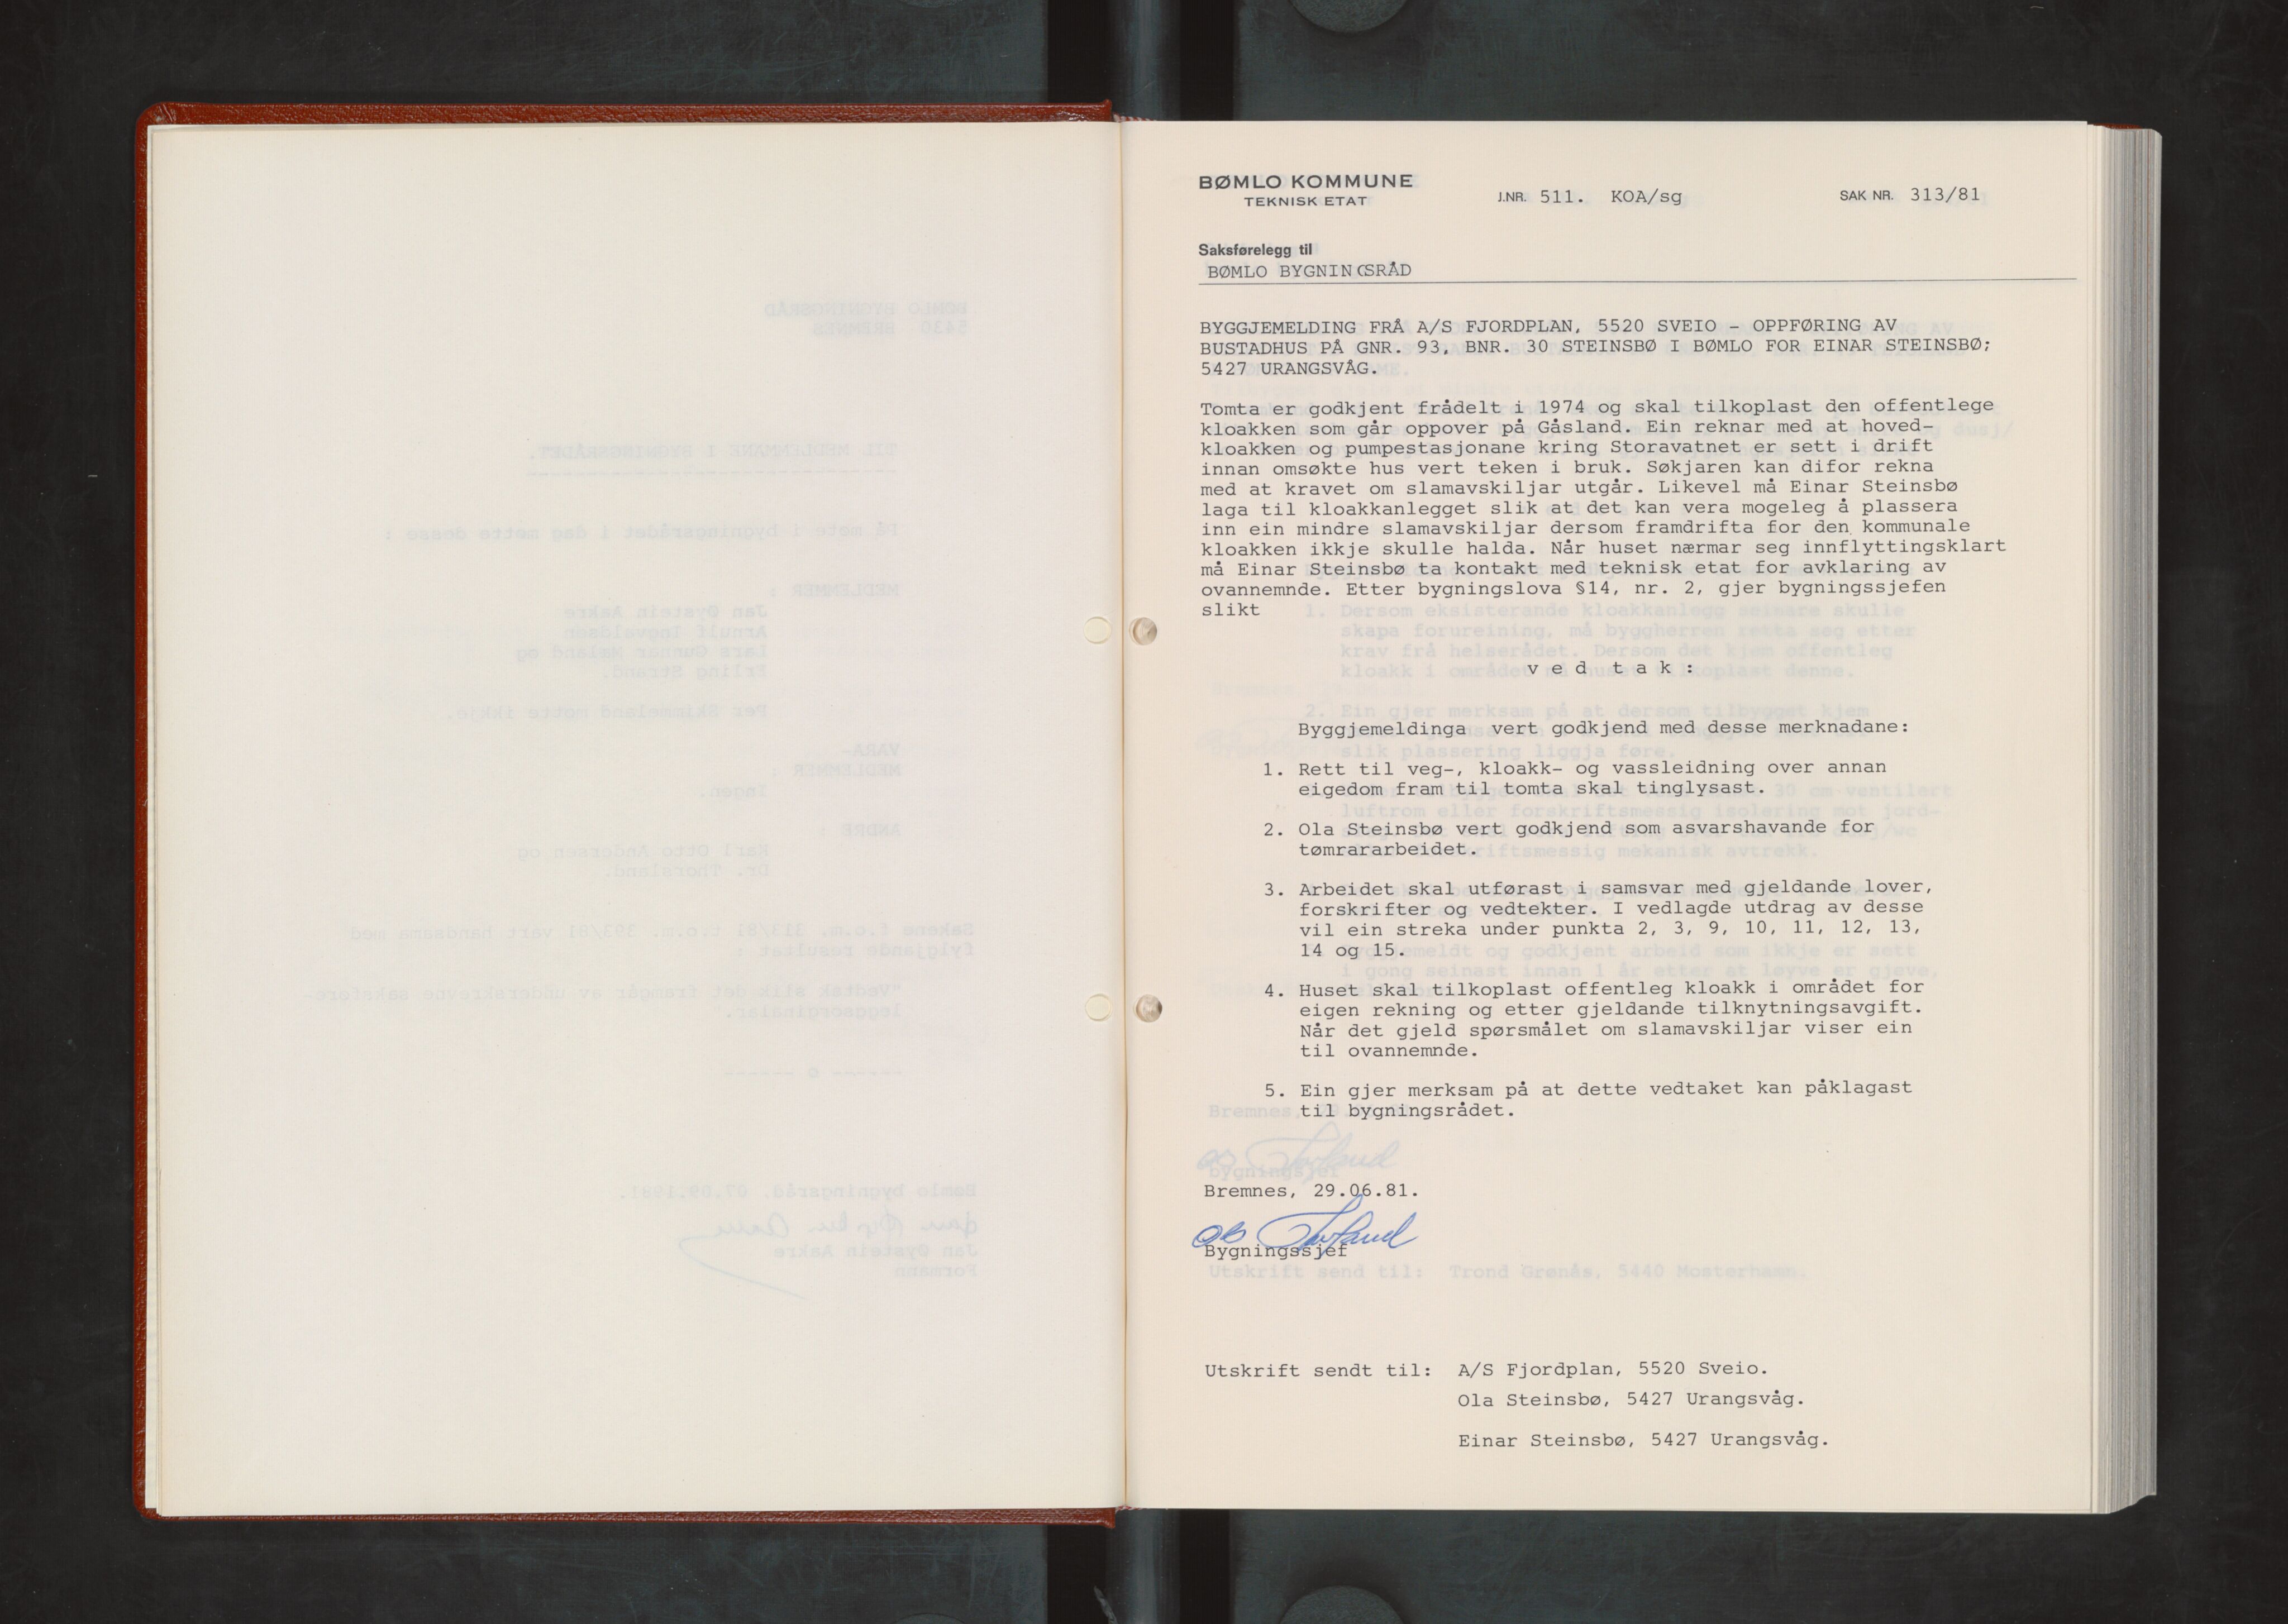 BØMLO KOMMUNE
TEKNISK ETAT
J.NR. 511. KOA/sg
SAK NR. 313/81
Saksførelegg til
BØMLO BYGNINGSRÅD
BYGGJEMELDING FRÅ A/S FJORDPLAN, 5520 SVEIO - OPPFØRING AV
BUSTADHUS PÅ GNR. 93, BNR. 30 STEINSBØ I BØMLO FOR EINAR STEINSBØ;
5427 URANGSVÅG.
Tomta er godkjent frådelt i 1974 og skal tilkoplast den offentlege
kloakken som går oppover på Gåsland. Ein reknar med at hoved-
kloakken og pumpestasjonane kring Storavatnet er sett i drift
innan omsøkte hus vert teken i bruk. Søkjaren kan difor rekna
med at kravet om slamavskiljar utgår. Likevel må Einar Steinsbø
laga til kloakkanlegget slik at det kan vera mogeleg å plassera
inn ein mindre slamavskiljar dersom framdrifta for den kommunale
kloakken ikkje skulle halda. Når huset nærmar seg innflyttingsklart
må Einar Steinsbø ta kontakt med teknisk etat for avklaring av
ovannemnde. Etter bygningslova §14, nr. 2, gjer bygningssjefen
slikt
v e d t a k :
Byggjemeldinga vert godkjend med desse merknadane:
1. Rett til veg-, kloakk- og vassleidning over annan
eigedom fram til tomta skal tinglysast.
2. Ola Steinsbø vert godkjend som asvarshavande for
tømrararbeidet.
3. Arbeidet skal utførast i samsvar med gjeldande lover,
forskrifter og vedtekter. I vedlagde utdrag av desse
vil ein streka under punkta 2, 3, 9, 10, 11, 12, 13,
14 og 15.
4. Huset skal tilkoplast offentleg kloakk i området for
eigen rekning og etter gjeldande tilknytningsavgift.
Når det gjeld spørsmålet om slamavskiljar viser ein
til ovannemnde.
5. Ein gjer merksam på at dette vedtaket kan påklagast
til bygningsrådet.
Bremnes, 29.06.81.
Bygningssjef
Utskrift sendt til: A/S Fjordplan, 5520 Sveio.
Ola Steinsbø, 5427 Urangsvåg.
Einar Steinsbø, 5427 Urangsvåg.